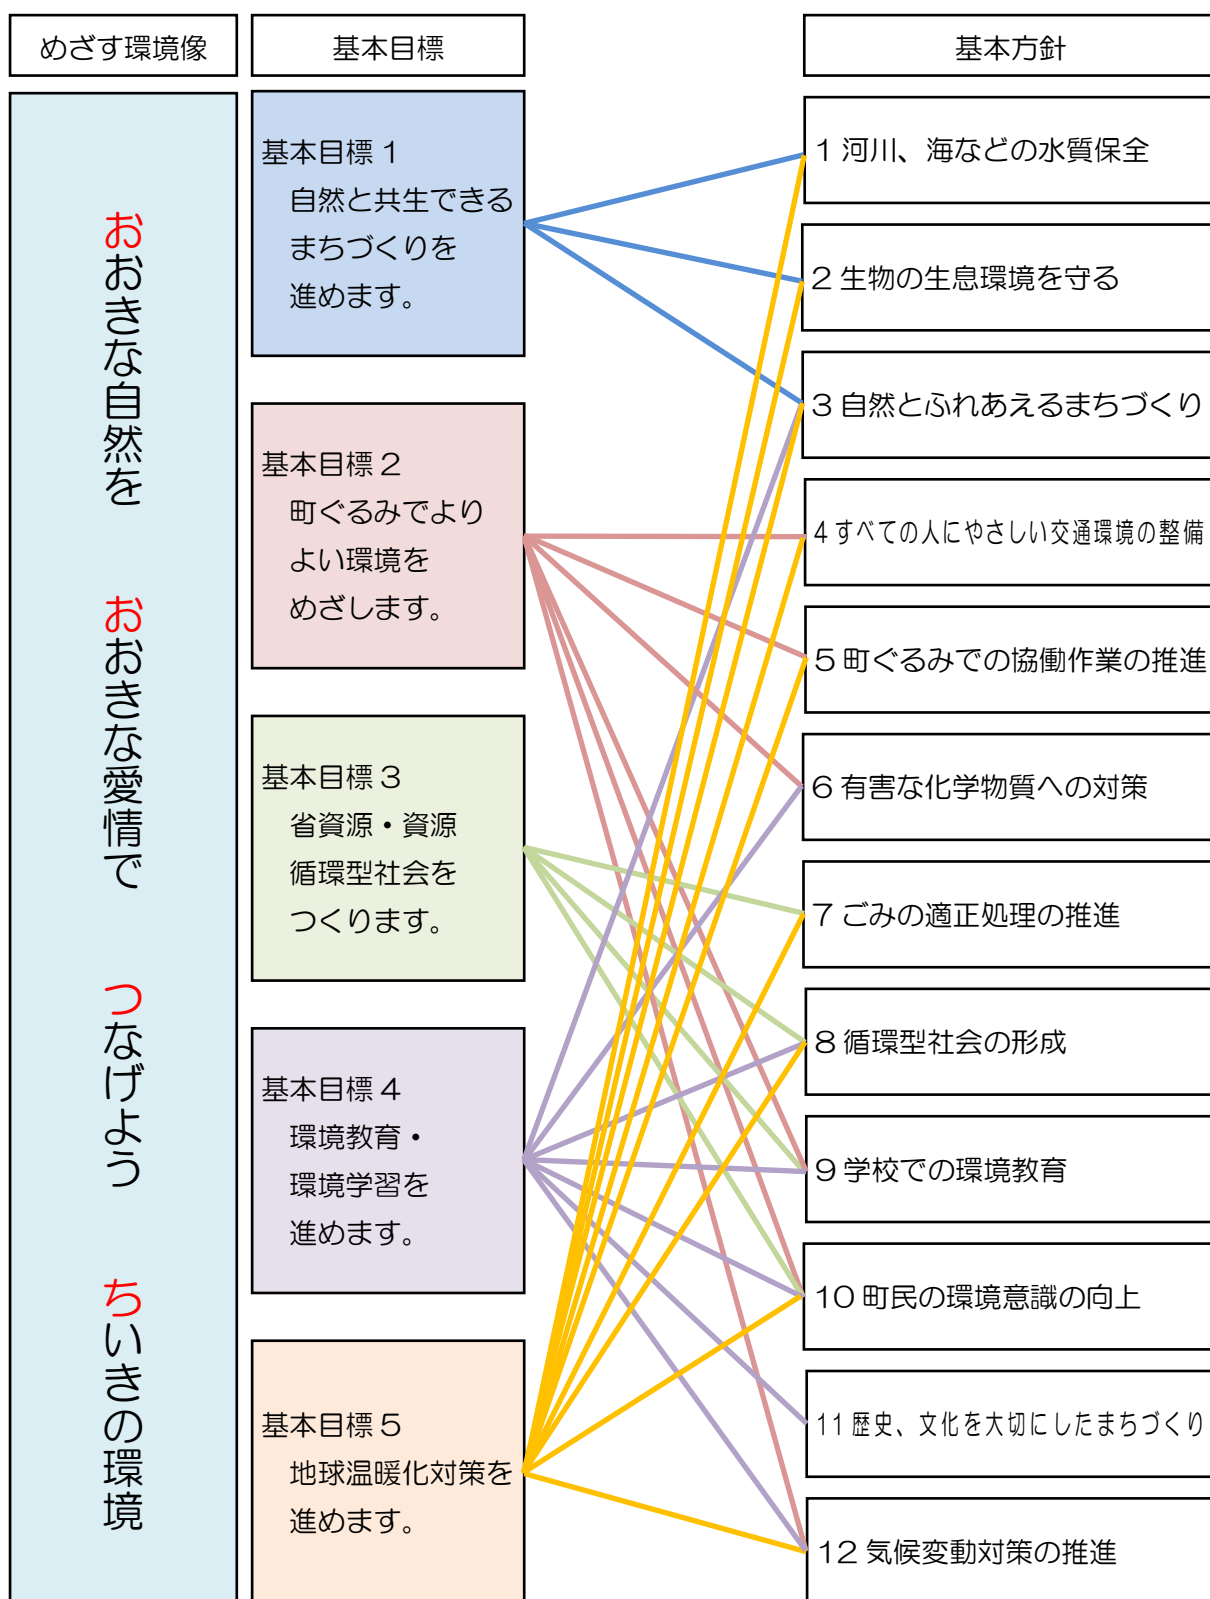 めざす環境像
基本目標
基本方針
おおきな自然を　おおきな愛情で　つなげよう　ちいきの環境
基本目標１
自然と共生できる
まちづくりを
進めます。
基本目標２
町ぐるみでより
よい環境を
めざします。
基本目標３
省資源・資源
循環型社会を
つくります。
基本目標４
環境教育・
環境学習を
進めます。
基本目標５
地球温暖化対策を
進めます。
１河川、海などの水質保全
２生物の生息環境を守る
３自然とふれあえるまちづくり
４すべての人にやさしい交通環境の整備
５町ぐるみでの協働作業の推進
６有害な化学物質への対策
７ごみの適正処理の推進
８循環型社会の形成
９学校での環境教育
10町民の環境意識の向上
11歴史、文化を大切にしたまちづくり
12気候変動対策の推進